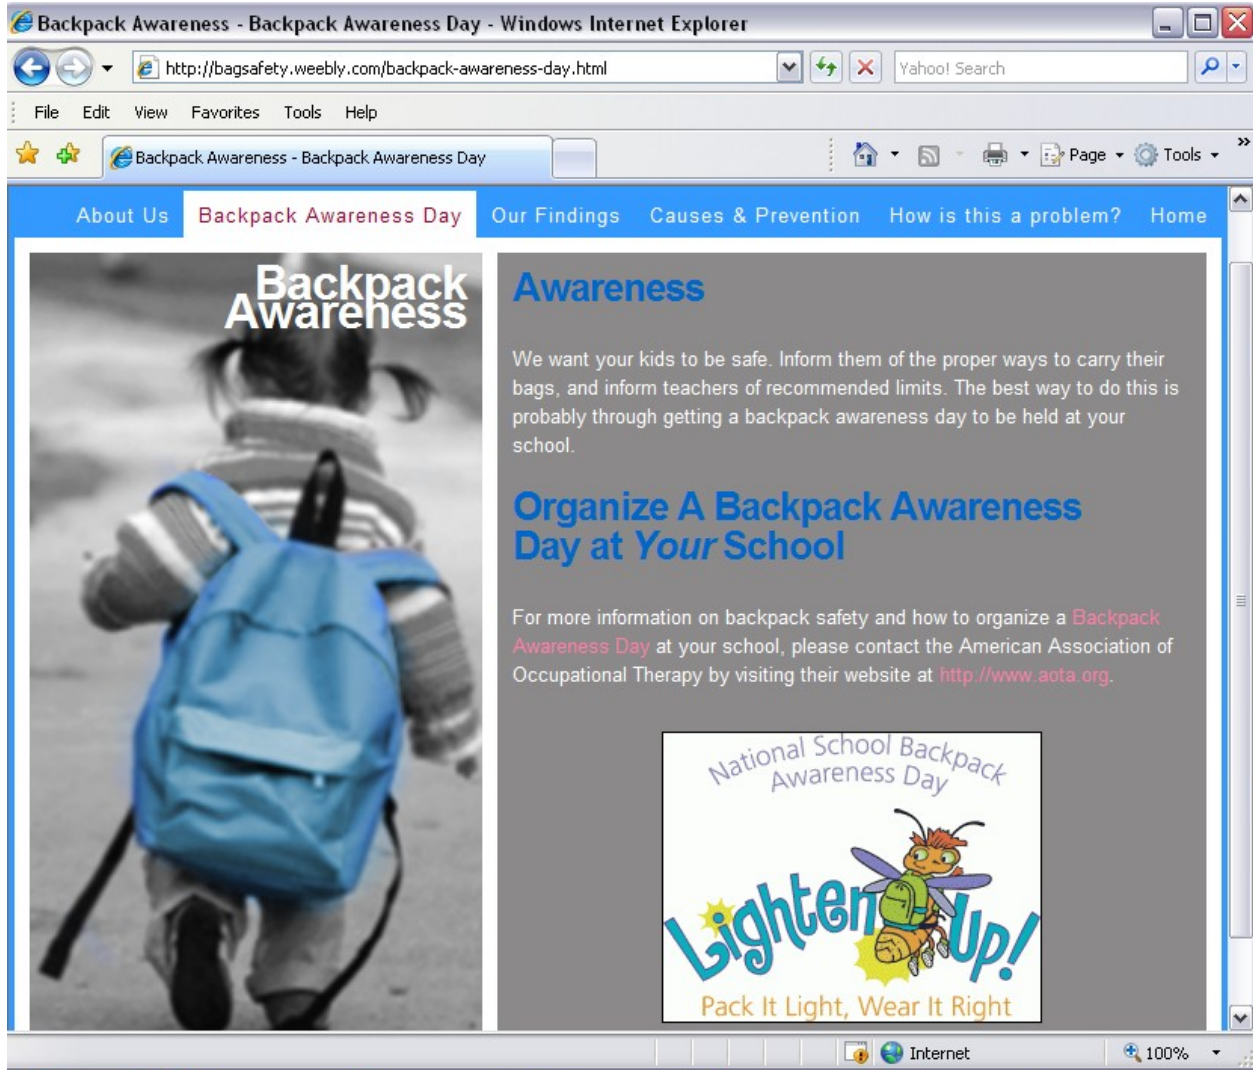 Backpack Awareness - Backpack Awareness Day - Windows Internet Explorer
http://bagsafety.weebly.com/backpack-awareness-day.html
Yahoo! Search
File Edit View Favorites Tools Help
Backpack Awareness - Backpack Awareness Day
Page Tools
About Us Backpack Awareness Day Our Findings Causes & Prevention How is this a problem? Home
Backpack
Awareness
Awareness
We want your kids to be safe. Inform them of the proper ways to carry their
bags, and inform teachers of recommended limits. The best way to do this is
probably through getting a backpack awareness day to be held at your
school.
Organize A Backpack Awareness
Day at Your School
For more information on backpack safety and how to organize a Backpack
Awareness Day at your school, please contact the American Association of
Occupational Therapy by visiting their website at http://www.aota.org.
National School Backpack
Awareness Day
Lighten Up!
Pack It Light, Wear It Right
Internet
100%